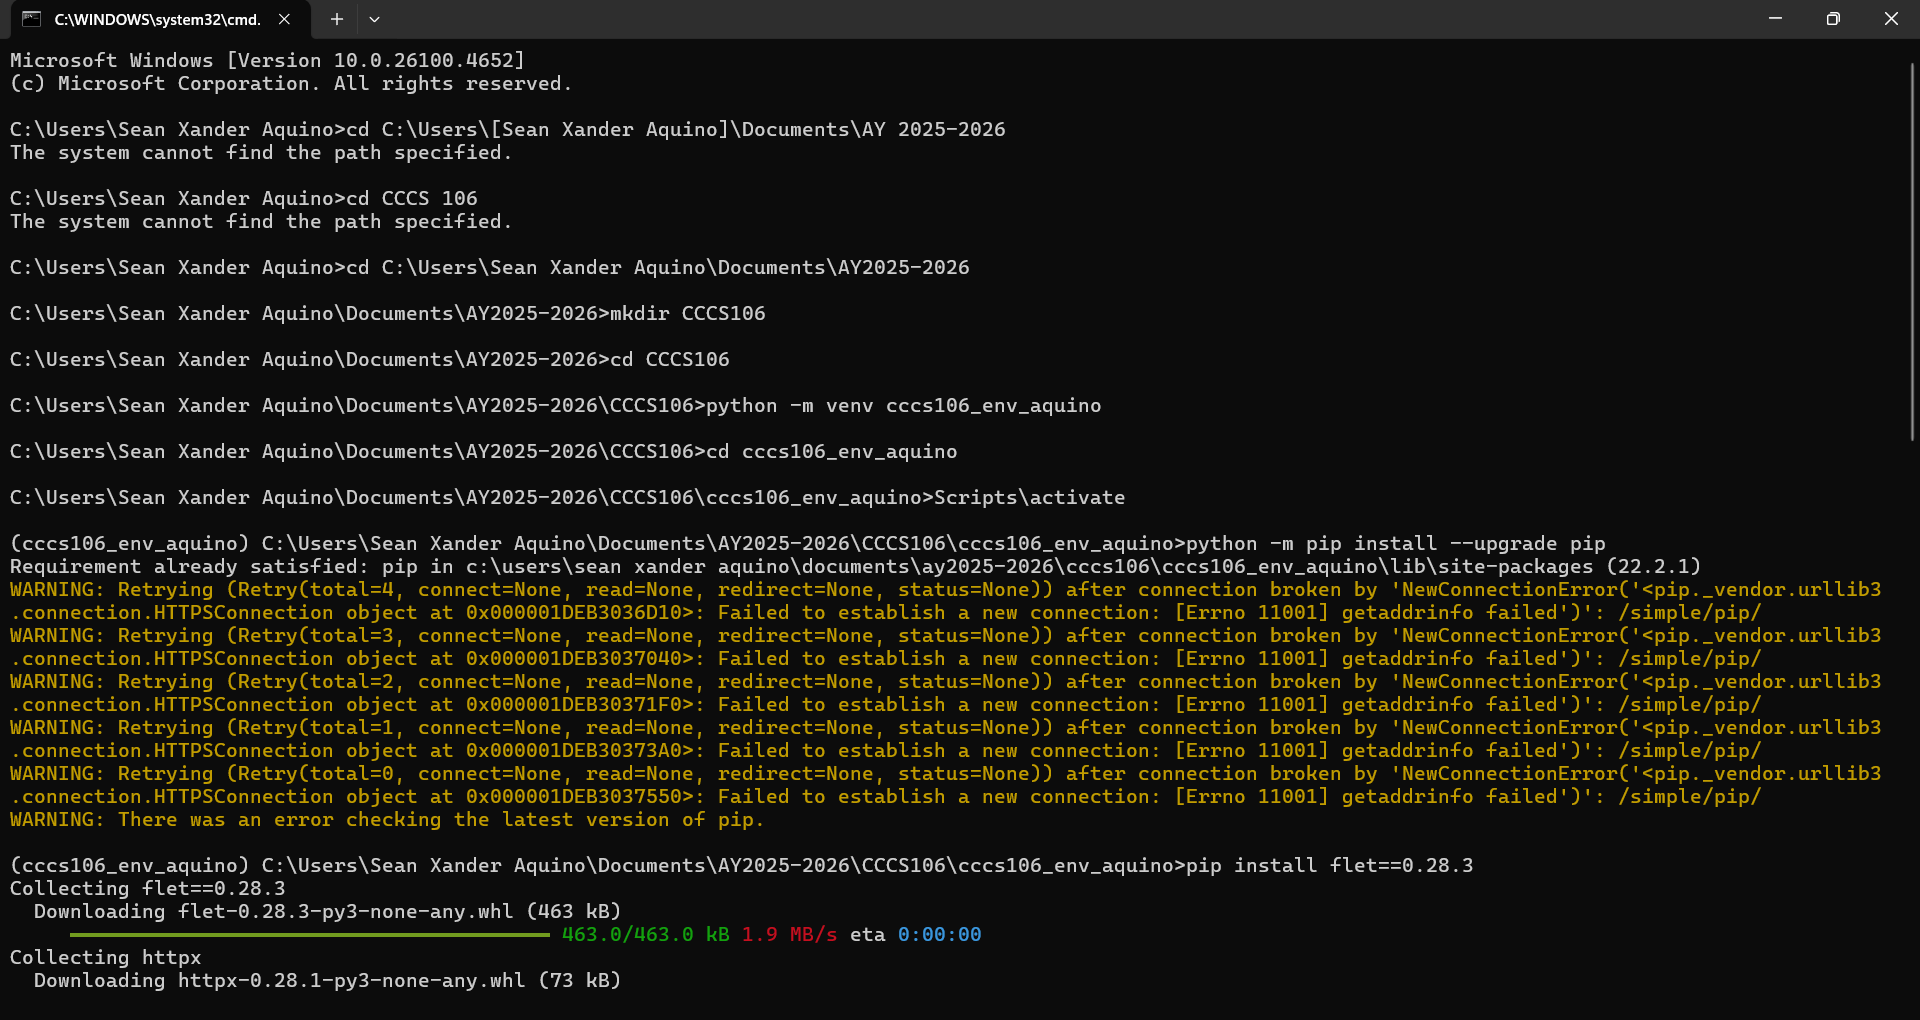 C:\WINDOWS\system32\cmd.
Microsoft Windows [Version 10.0.26100.4652]
(c) Microsoft Corporation. All rights reserved.
C:\Users\Sean Xander Aquino>cd C:\Users\[Sean Xander Aquino]\Documents\AY 2025-2026
The system cannot find the path specified.
C:\Users\Sean Xander Aquino>cd CCCS 106
The system cannot find the path specified.
C:\Users\Sean Xander Aquino>cd C:\Users\Sean Xander Aquino\Documents\AY2025-2026
C:\Users\Sean Xander Aquino\Documents\AY2025-2026>mkdir CCCS106
C:\Users\Sean Xander Aquino\Documents\AY2025-2026>cd CCCS106
C:\Users\Sean Xander Aquino\Documents\AY2025-2026\CCCS106>python -m venv cccs106_env_aquino
C:\Users\Sean Xander Aquino\Documents\AY2025-2026\CCCS106>cd cccs106_env_aquino
C:\Users\Sean Xander Aquino\Documents\AY2025-2026\CCCS106\cccs106_env_aquino>Scripts\activate
(cccs106_env_aquino) C:\Users\Sean Xander Aquino\Documents\AY2025-2026\CCCS106\cccs106_env_aquino>python -m pip install --upgrade pip
Requirement already satisfied: pip in c:\users\sean xander aquino\documents\ay2025-2026\cccs106\cccs106_env_aquino\lib\site-packages (22.2.1)
WARNING: Retrying (Retry(total=4, connect=None, read=None, redirect=None, status=None)) after connection broken by 'NewConnectionError('<pip._vendor.urllib3
.connection.HTTPSConnection object at 0x000001DEB3036D10>: Failed to establish a new connection: [Errno 11001] getaddrinfo failed')': /simple/pip/
WARNING: Retrying (Retry(total=3, connect=None, read=None, redirect=None, status=None)) after connection broken by 'NewConnectionError('<pip._vendor.urllib3
.connection.HTTPSConnection object at 0x000001DEB3037040>: Failed to establish a new connection: [Errno 11001] getaddrinfo failed')': /simple/pip/
WARNING: Retrying (Retry(total=2, connect=None, read=None, redirect=None, status=None)) after connection broken by 'NewConnectionError('<pip._vendor.urllib3
.connection.HTTPSConnection object at 0x000001DEB30371F0>: Failed to establish a new connection: [Errno 11001] getaddrinfo failed')': /simple/pip/
WARNING: Retrying (Retry(total=1, connect=None, read=None, redirect=None, status=None)) after connection broken by 'NewConnectionError('<pip._vendor.urllib3
.connection.HTTPSConnection object at 0x000001DEB30373A0>: Failed to establish a new connection: [Errno 11001] getaddrinfo failed')': /simple/pip/
WARNING: Retrying (Retry(total=0, connect=None, read=None, redirect=None, status=None)) after connection broken by 'NewConnectionError('<pip._vendor.urllib3
.connection.HTTPSConnection object at 0x000001DEB3037550>: Failed to establish a new connection: [Errno 11001] getaddrinfo failed')': /simple/pip/
WARNING: There was an error checking the latest version of pip.
(cccs106_env_aquino) C:\Users\Sean Xander Aquino\Documents\AY2025-2026\CCCS106\cccs106_env_aquino>pip install flet==0.28.3
Collecting flet==0.28.3
Downloading flet-0.28.3-py3-none-any.whl (463 kB)
463.0/463.0 kB 1.9 MB/s eta 0:00:00
Collecting httpx
Downloading httpx-0.28.1-py3-none-any.whl (73 kB)